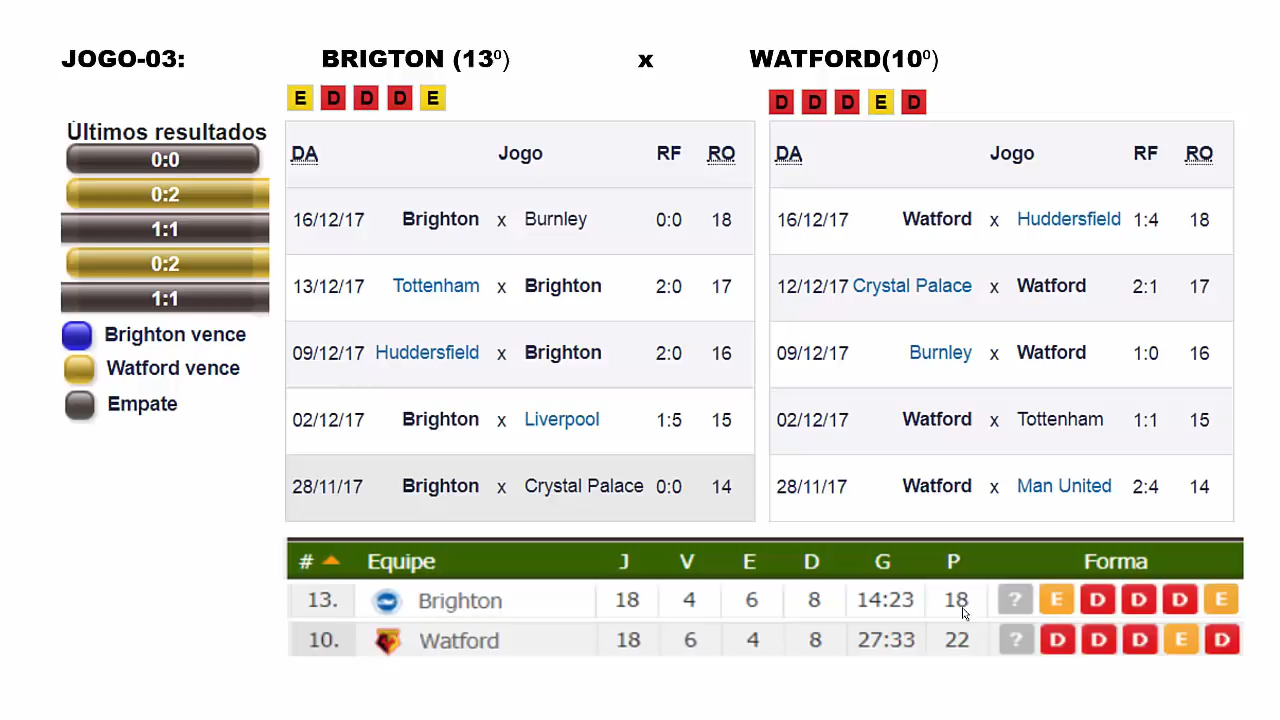 JOGO-03: BRIGTON (13º) x WATFORD(10º)
E D D D E D D D E D
Últimos resultados
0:0
0:2
1:1
0:2
1:1
Brighton vence
Watford vence
Empate
DA Jogo RF RO
16/12/17 Brighton x Burnley 0:0 18
13/12/17 Tottenham x Brighton 2:0 17
09/12/17 Huddersfield x Brighton 2:0 16
02/12/17 Brighton x Liverpool 1:5 15
28/11/17 Brighton x Crystal Palace 0:0 14
DA Jogo RF RO
16/12/17 Watford x Huddersfield 1:4 18
12/12/17 Crystal Palace x Watford 2:1 17
09/12/17 Burnley x Watford 1:0 16
02/12/17 Watford x Tottenham 1:1 15
28/11/17 Watford x Man United 2:4 14
# Equipe J V E D G P Forma
13. Brighton 18 4 6 8 14:23 18 ? E D D D E
10. Watford 18 6 4 8 27:33 22 ? D D D E D